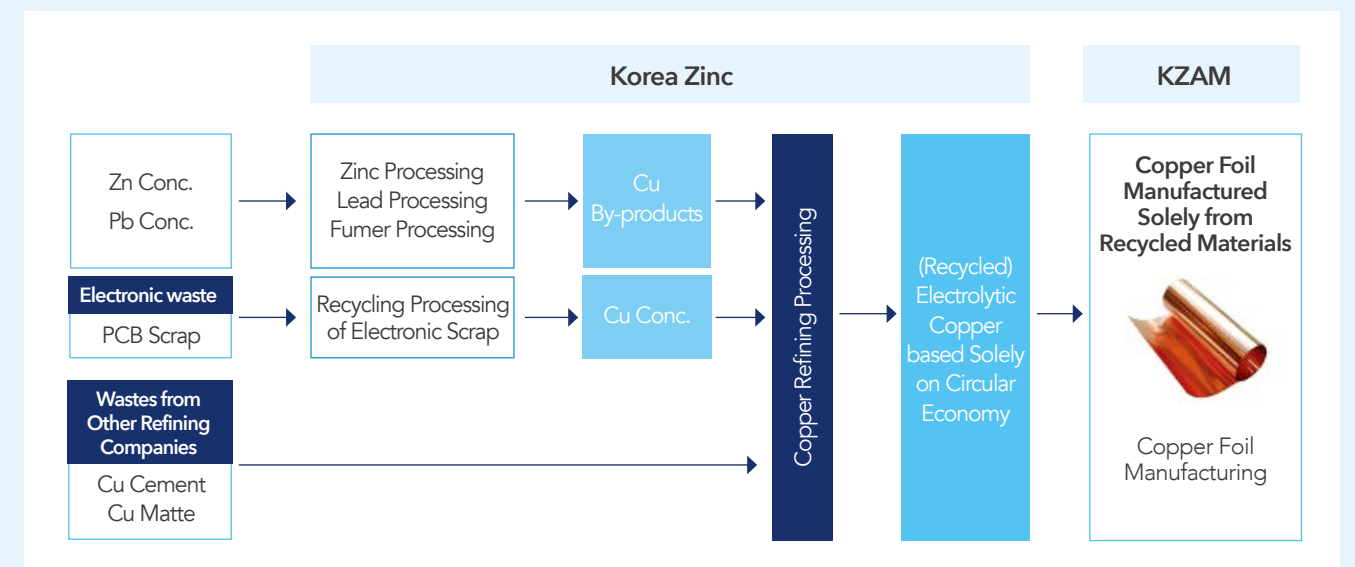 Korea Zinc
KZAM
Zn Conc.
Pb Conc.
Zinc Processing
Lead Processing
Fumer Processing
Cu
By-products
Electronic waste
PCB Scrap
Recycling Processing
of Electronic Scrap
Cu Conc.
Wastes from
Other Refining
Companies
Cu Cement
Cu Matte
Copper Refining Processing
(Recycled)
Electrolytic
Copper
based Solely
on Circular
Economy
Copper Foil
Manufactured
Solely from
Recycled Materials
Copper Foil
Manufacturing